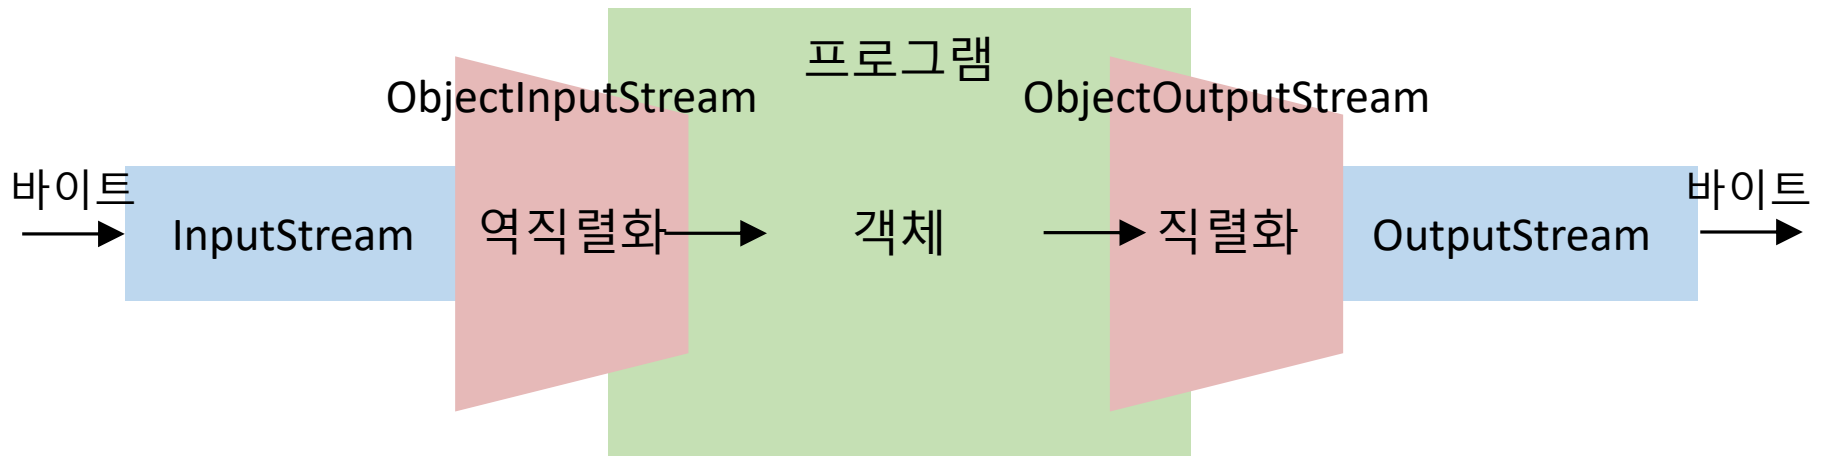 프로그램
ObjectInputStream
ObjectOutputStream
바이트
InputStream
역직렬화
객체
직렬화
OutputStream
바이트